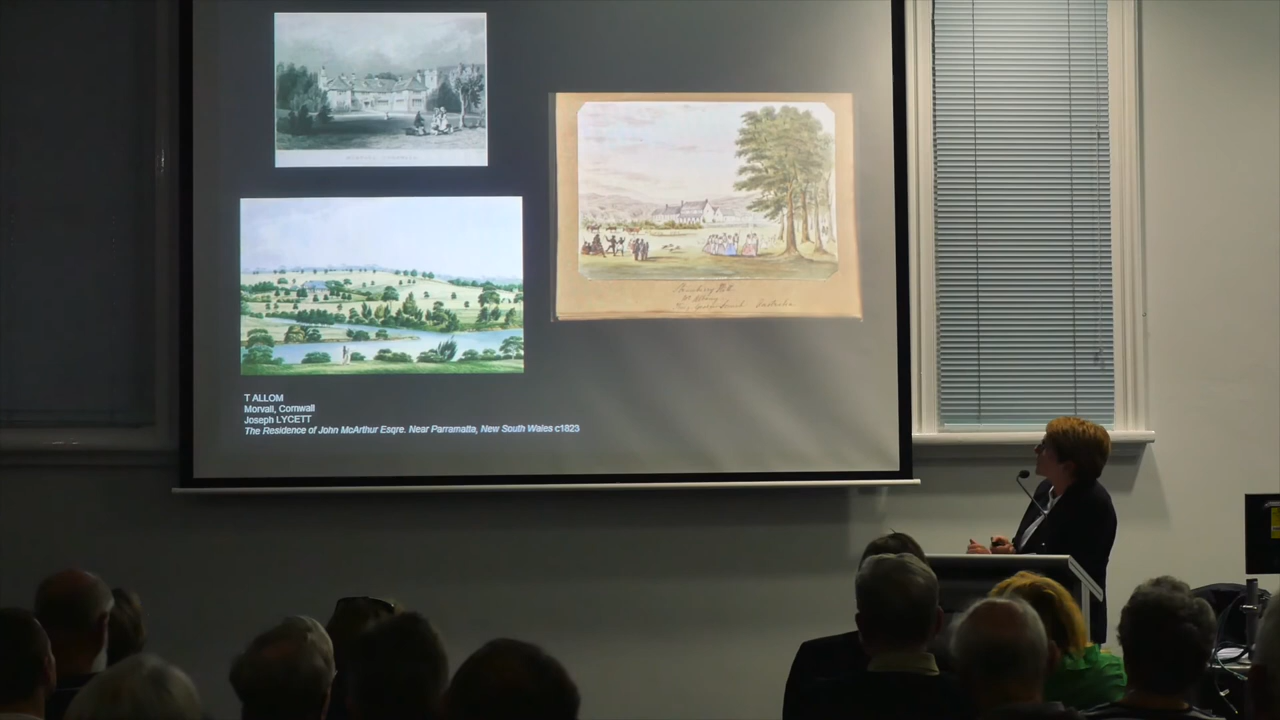 T ALLOM
Morvall, Cornwall
Joseph LYCETT
The Residence of John McArthur Esqre. Near Parramatta, New South Wales c1823